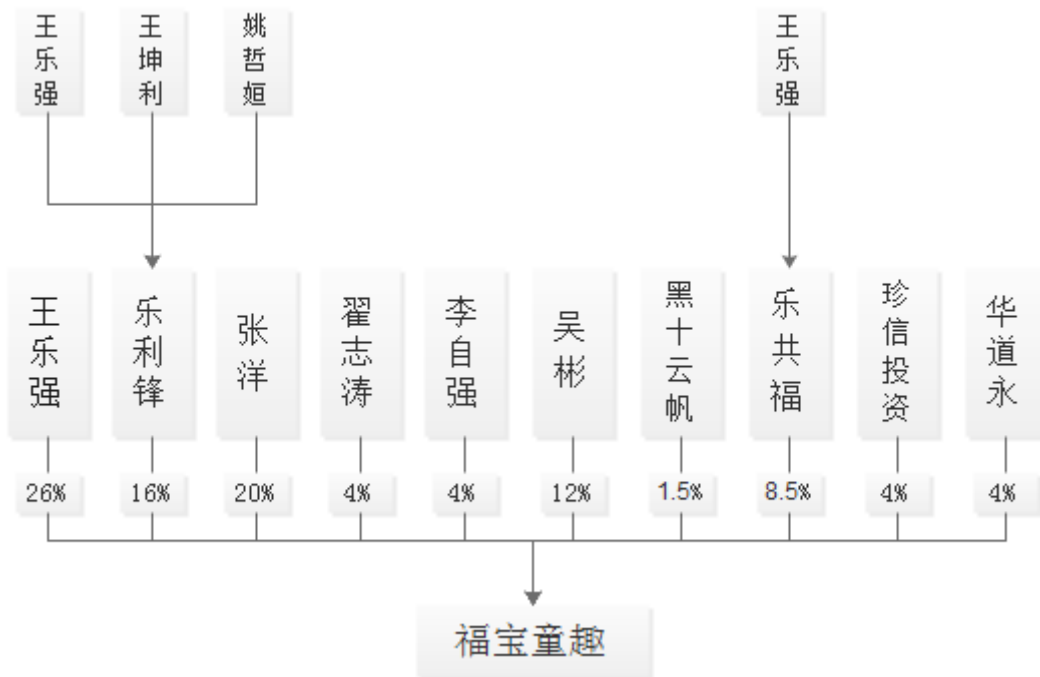 王乐强
王坤利
姚哲姮
王乐强
王乐强
乐利锋
张洋
翟志涛
李自强
吴彬
黑十云帆
乐共福
珍信投资
华道永
26%
16%
20%
4%
4%
12%
1.5%
8.5%
4%
4%
福宝童趣